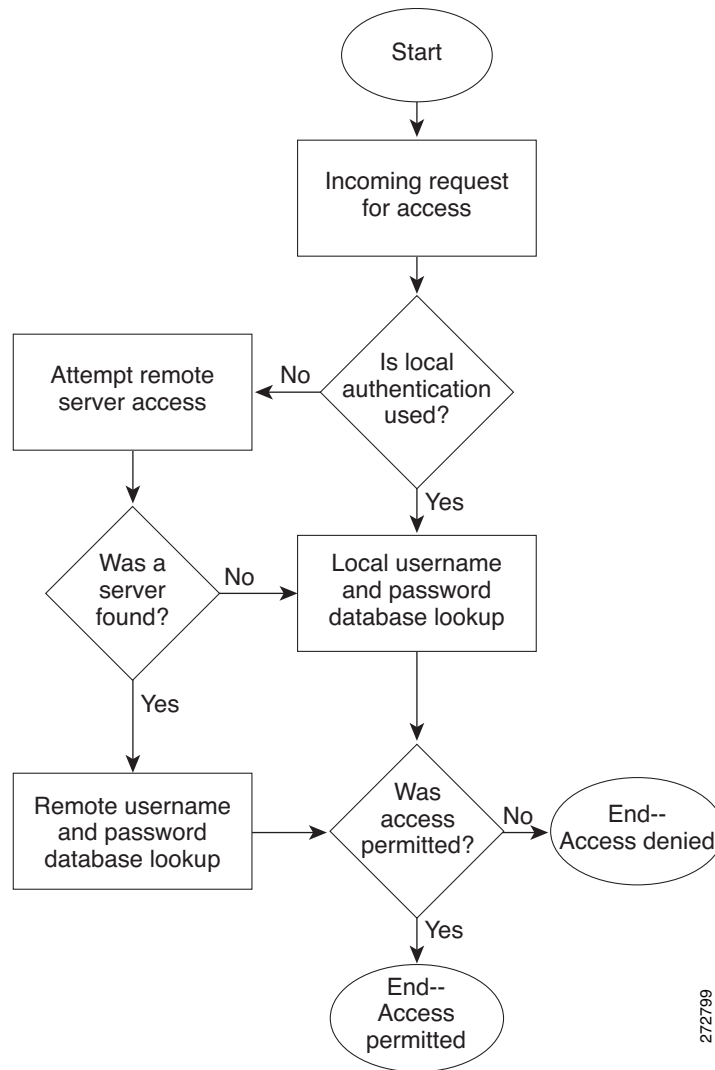 Start
Incoming request
for access
Is local
authentication
used?
No
Attempt remote
server access
Yes
Was a
server
found?
No
Local username
and password
database lookup
Yes
Remote username
and password
database lookup
Was
access
permitted?
No
End--
Access denied
Yes
End--
Access
permitted
272799